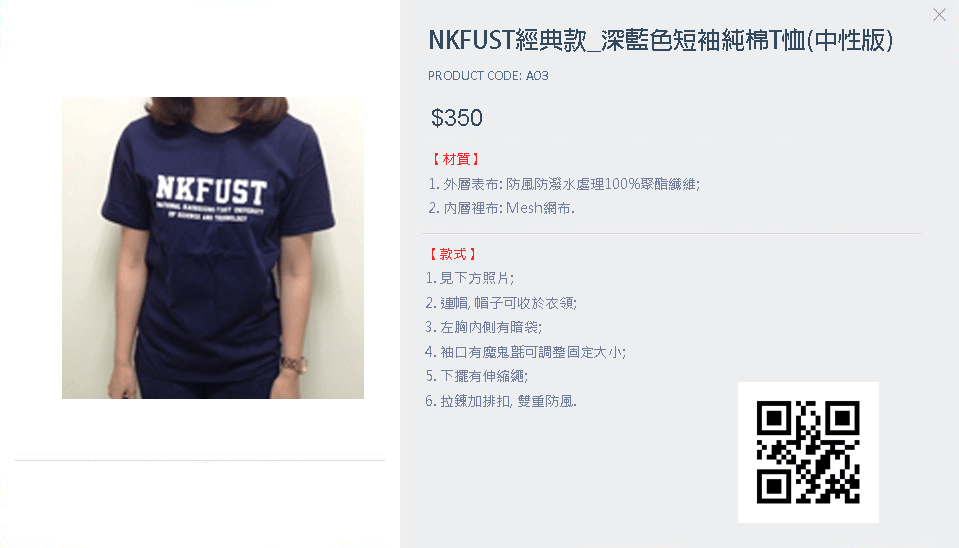 NKFUST經典款_深藍色短袖純棉T恤(中性版)
PRODUCT CODE: A03
$350
【材質】
1. 外層表布: 防風防潑水處理100%聚酯纖維;
2. 內層裡布: Mesh網布.
【款式】
1. 見下方照片;
2. 連帽, 帽子可收於衣領;
3. 左胸內側有暗袋;
4. 袖口有魔鬼氈可調整固定大小;
5. 下擺有伸縮繩;
6. 拉鍊加排扣, 雙重防風.
NKFUST
NATIONAL KAOHSIUNG FIRST UNIVERSITY
OF SCIENCE AND TECHNOLOGY